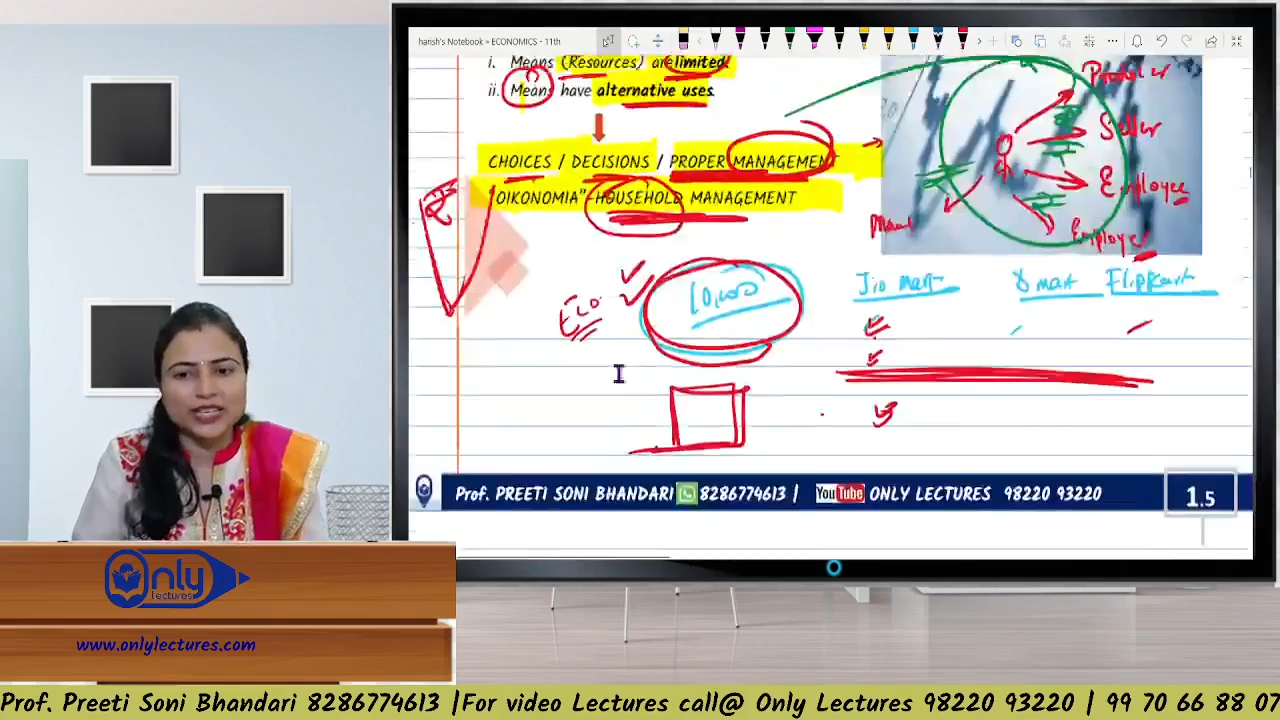 harish's Notebook » ECONOMICS - 11th
i. Means (Resources) are limited.
ii. Means have alternative uses.
CHOICES / DECISIONS / PROPER MANAGEMENT
"OIKONOMIA"-HOUSEHOLD MANAGEMENT
Seller
Employee
Employer
Eco.
10,000
Jio mart
D mart Flipkart
Prof. PREETI SONI BHANDARI 8286774613 | YouTube ONLY LECTURES 98220 93220
1.5
Only
lectures
www.onlylectures.com
Prof. Preeti Soni Bhandari 8286774613 |For video Lectures call@ Only Lectures 98220 93220 | 99 70 66 88 07